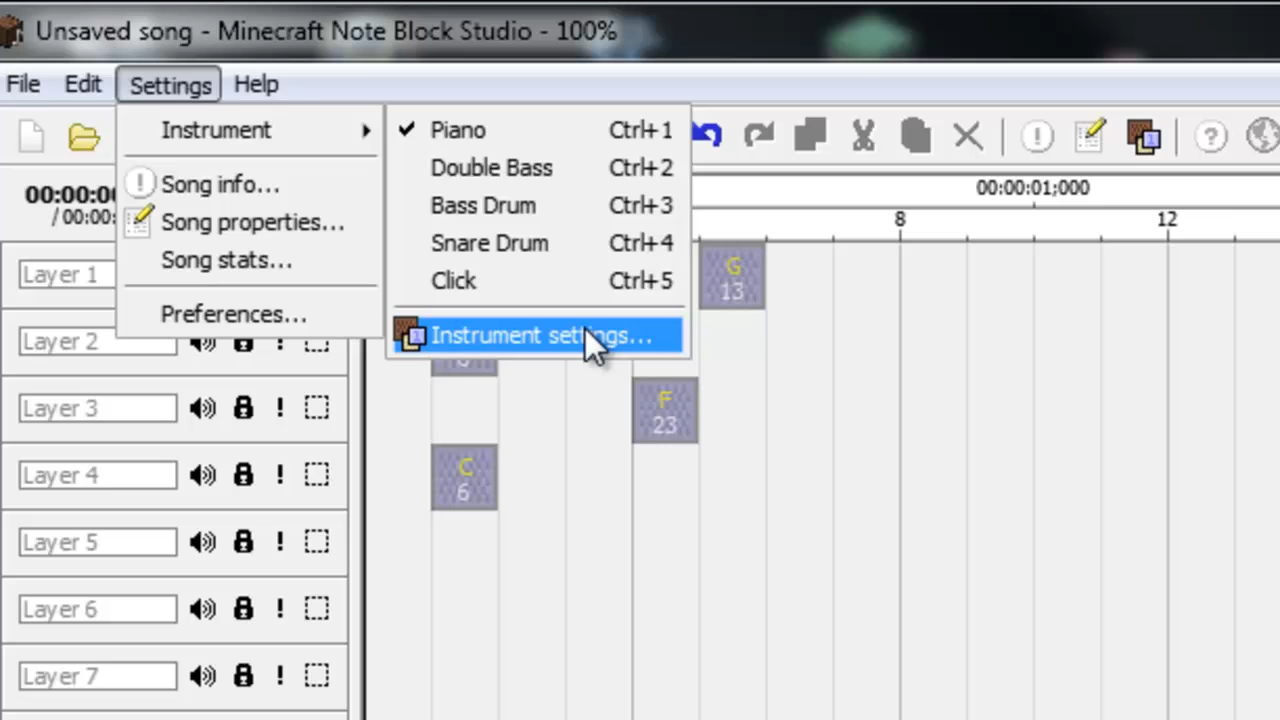 Unsaved song - Minecraft Note Block Studio - 100%
File Edit Settings Help
Instrument
Song info...
Song properties...
Song stats...
Preferences...
Piano Ctrl+1
Double Bass Ctrl+2
Bass Drum Ctrl+3
Snare Drum Ctrl+4
Click Ctrl+5
Instrument settings...
00:00:01;000
8 12
Layer 1
Layer 2
Layer 3
Layer 4
Layer 5
Layer 6
Layer 7
G
13
F
23
C
6